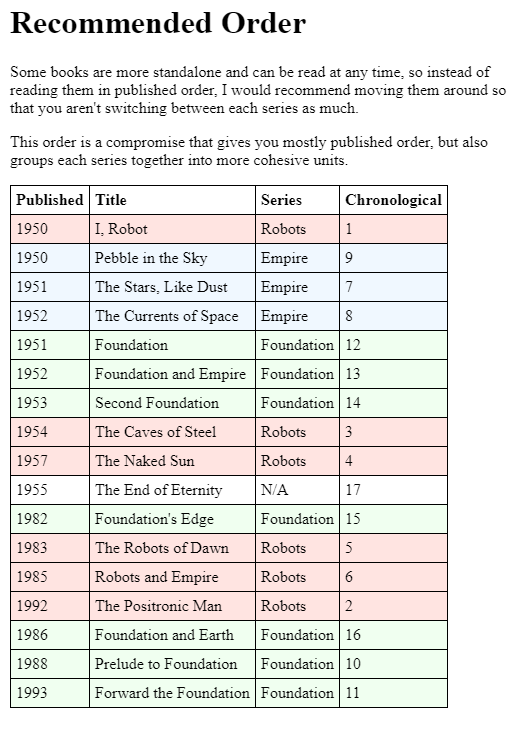 Recommended Order
Some books are more standalone and can be read at any time, so instead of
reading them in published order, I would recommend moving them around so
that you aren't switching between each series as much.
This order is a compromise that gives you mostly published order, but also
groups each series together into more cohesive units.
Published Title Series Chronological
1950 I, Robot Robots 1
1950 Pebble in the Sky Empire 9
1951 The Stars, Like Dust Empire 7
1952 The Currents of Space Empire 8
1951 Foundation Foundation 12
1952 Foundation and Empire Foundation 13
1953 Second Foundation Foundation 14
1954 The Caves of Steel Robots 3
1957 The Naked Sun Robots 4
1955 The End of Eternity N/A 17
1982 Foundation's Edge Foundation 15
1983 The Robots of Dawn Robots 5
1985 Robots and Empire Robots 6
1992 The Positronic Man Robots 2
1986 Foundation and Earth Foundation 16
1988 Prelude to Foundation Foundation 10
1993 Forward the Foundation Foundation 11